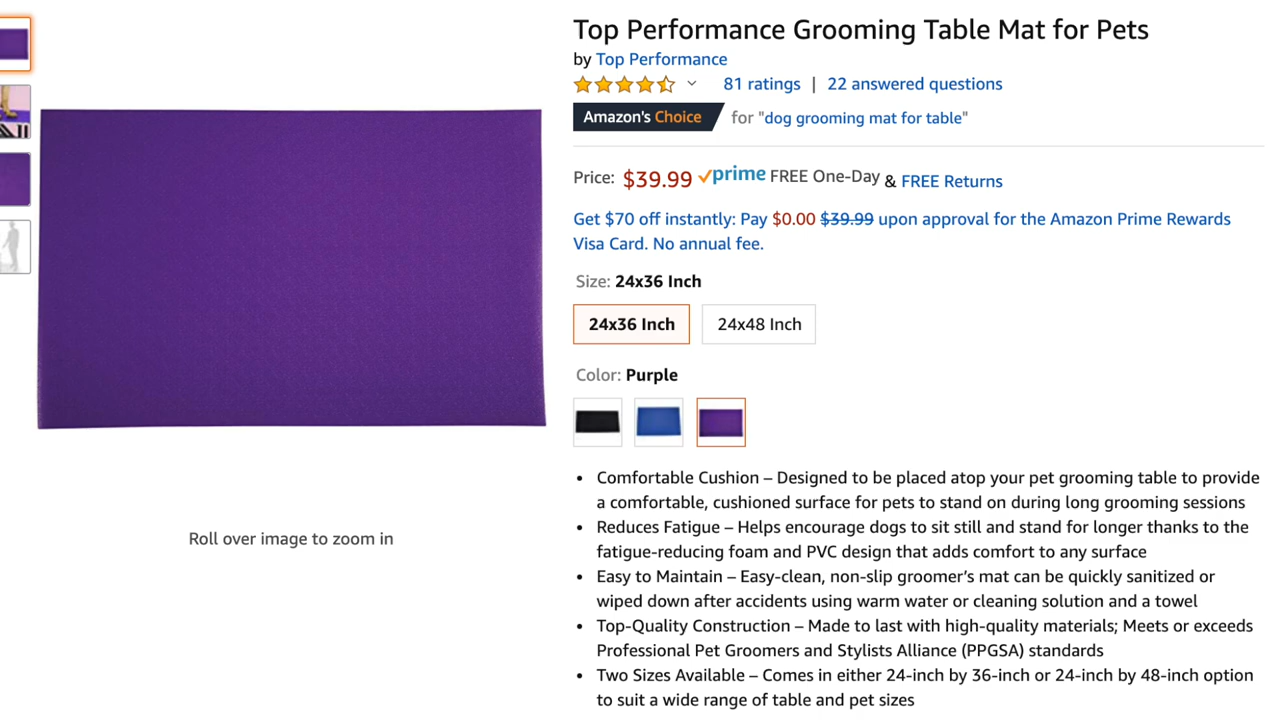 Top Performance Grooming Table Mat for Pets
by Top Performance
81 ratings | 22 answered questions
Amazon's Choice for "dog grooming mat for table"
Price: $39.99 prime FREE One-Day & FREE Returns
Get $70 off instantly: Pay $0.00 $39.99 upon approval for the Amazon Prime Rewards
Visa Card. No annual fee.
Size: 24x36 Inch
24x36 Inch 24x48 Inch
Color: Purple
• Comfortable Cushion – Designed to be placed atop your pet grooming table to provide
a comfortable, cushioned surface for pets to stand on during long grooming sessions
• Reduces Fatigue – Helps encourage dogs to sit still and stand for longer thanks to the
fatigue-reducing foam and PVC design that adds comfort to any surface
• Easy to Maintain – Easy-clean, non-slip groomer's mat can be quickly sanitized or
wiped down after accidents using warm water or cleaning solution and a towel
• Top-Quality Construction – Made to last with high-quality materials; Meets or exceeds
Professional Pet Groomers and Stylists Alliance (PPGSA) standards
• Two Sizes Available – Comes in either 24-inch by 36-inch or 24-inch by 48-inch option
to suit a wide range of table and pet sizes
Roll over image to zoom in